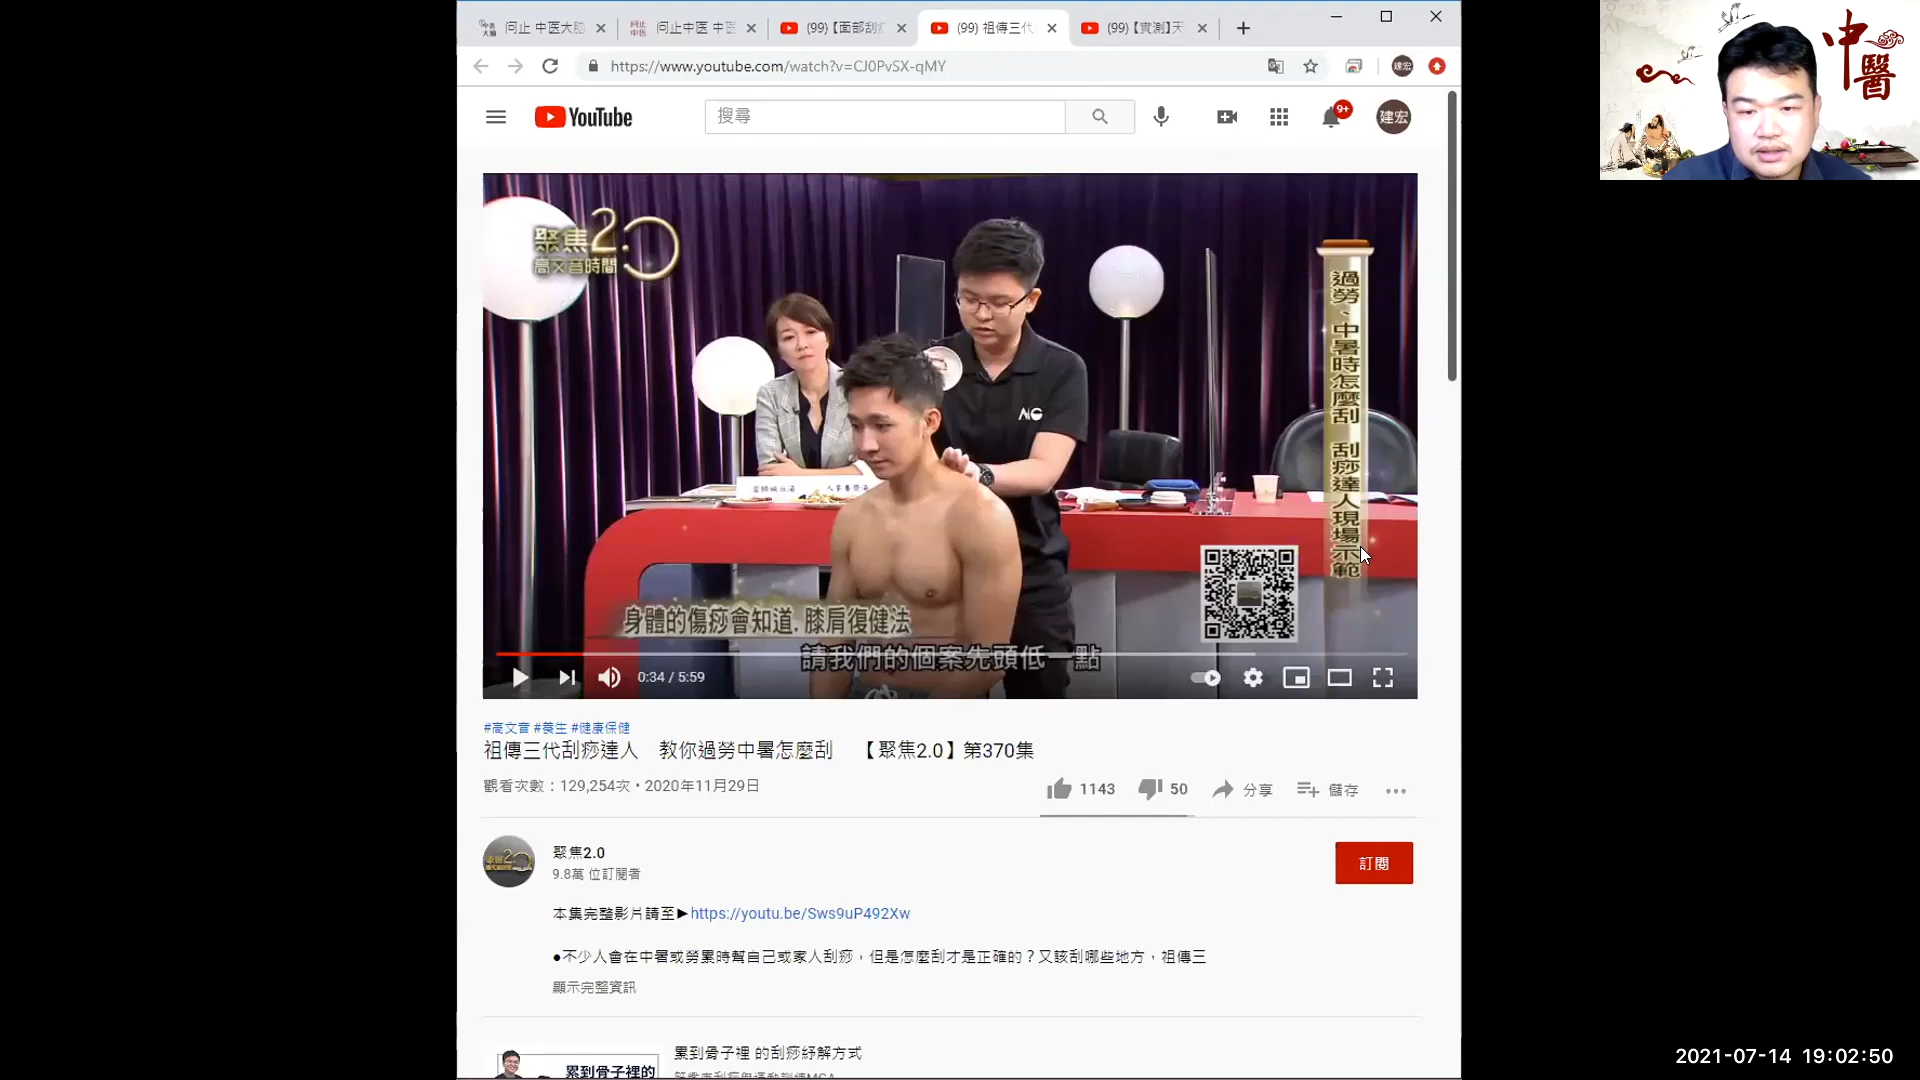 问止 中医大脑
问止中医 中医
(99)【面部刮痧
(99) 祖傳三代
(99)【實測】天
https://www.youtube.com/watch?v=CJ0PvSX-qMY
建宏
YouTube
搜尋
9+
建宏
中醫
聚焦2.0
高文音時間
過勞、中暑時怎麼刮 刮痧達人現場示範
MG
身體的傷痧會知道.膝肩復健法
請我們的個案先頭低一點
0:34 / 5:59
#高文音 #養生 #健康保健
祖傳三代刮痧達人 教你過勞中暑怎麼刮 【聚焦2.0】第370集
觀看次數：129,254次・2020年11月29日
1143
50
分享
儲存
聚焦2.0
9.8萬 位訂閱者
訂閱
本集完整影片請至►https://youtu.be/Sws9uP492Xw
●不少人會在中暑或勞累時幫自己或家人刮痧，但是怎麼刮才是正確的？又該刮哪些地方，祖傳三
顯示完整資訊
累到骨子裡 的刮痧紓解方式
累到骨子裡的
2021-07-14 19:02:50